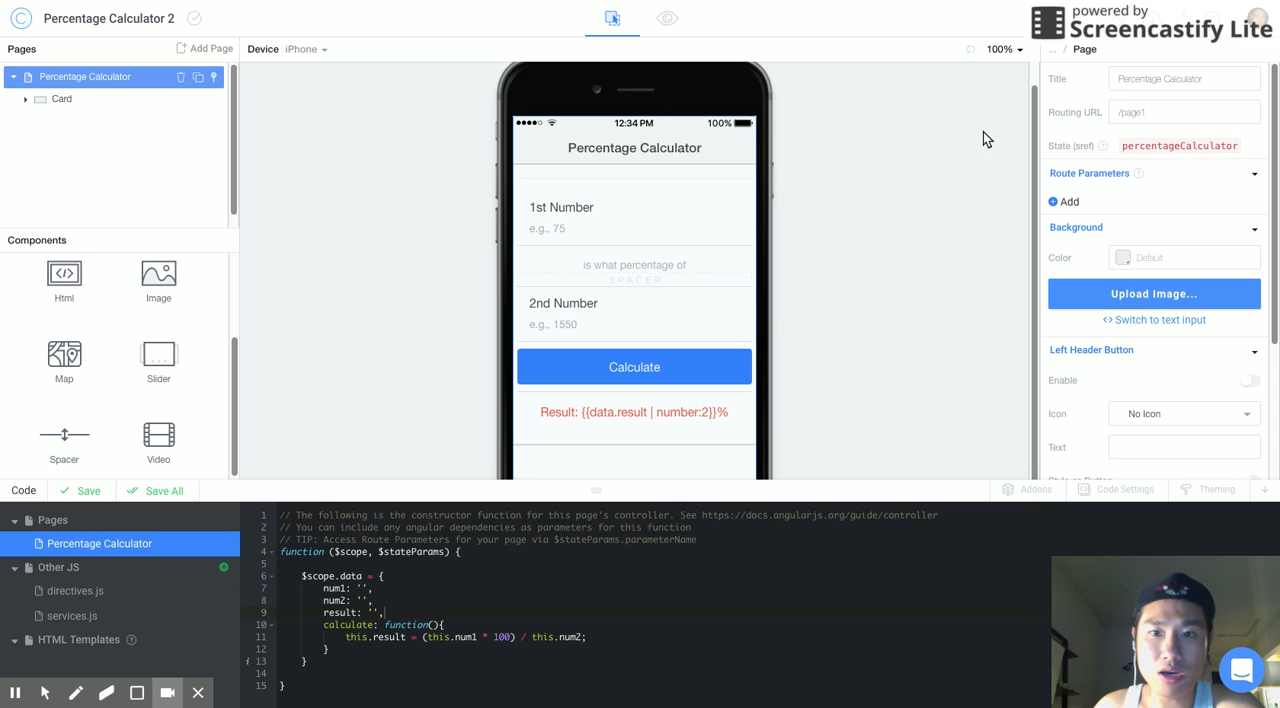 Percentage Calculator 2
powered by
Screencastify Lite
Pages
Add Page
Device iPhone
100%
... / Page
Percentage Calculator
Card
Components
Html
Image
Map
Slider
Spacer
Video
12:34 PM
100%
Percentage Calculator
1st Number
e.g., 75
is what percentage of
SPACER
2nd Number
e.g., 1550
Calculate
Result: {{data.result | number:2}}%
Title
Percentage Calculator
Routing URL
/page1
State (sref) ?
percentageCalculator
Route Parameters ?
Add
Background
Color
Default
Upload Image...
<> Switch to text input
Left Header Button
Enable
Icon
No Icon
Text
Style as Button
Code
Save
Save All
Addons
Code Settings
Theming
Pages
Percentage Calculator
Other JS
directives.js
services.js
HTML Templates ?
1 // The following is the constructor function for this page's controller. See https://docs.angularjs.org/guide/controller
2 // You can include any angular dependencies as parameters for this function
3 // TIP: Access Route Parameters for your page via $stateParams.parameterName
4 function ($scope, $stateParams) {
5
6 $scope.data = {
7 num1: '',
8 num2: '',
9 result: '',
10 calculate: function(){
11 this.result = (this.num1 * 100) / this.num2;
12 }
i 13 }
14
15 }